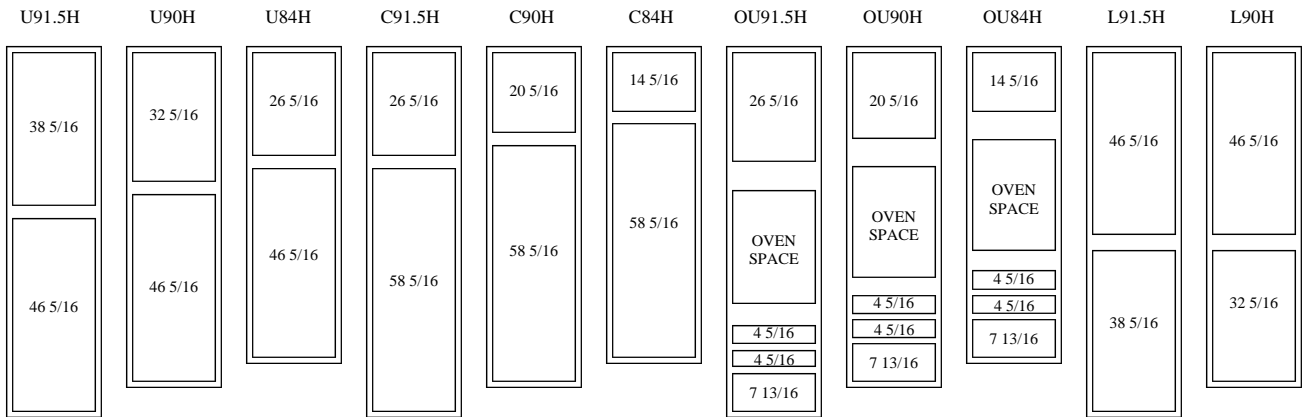 U91.5H
U90H
U84H
C91.5H
C90H
C84H
OU91.5H
OU90H
OU84H
L91.5H
L90H
38 5/16
46 5/16
32 5/16
46 5/16
26 5/16
46 5/16
26 5/16
58 5/16
20 5/16
58 5/16
14 5/16
58 5/16
26 5/16
OVEN
SPACE
4 5/16
4 5/16
7 13/16
20 5/16
OVEN
SPACE
4 5/16
4 5/16
7 13/16
14 5/16
OVEN
SPACE
4 5/16
4 5/16
7 13/16
46 5/16
38 5/16
46 5/16
32 5/16